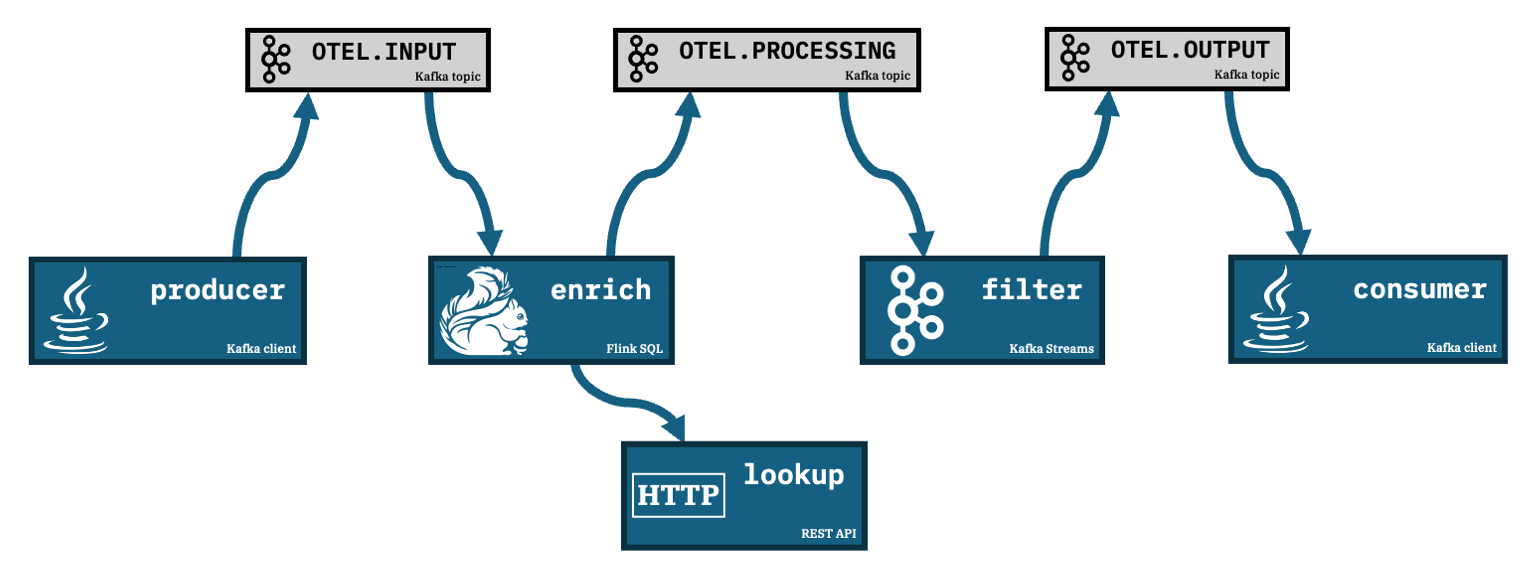 OTEL.INPUT
Kafka topic
OTEL.PROCESSING
Kafka topic
OTEL.OUTPUT
Kafka topic
producer
Kafka client
enrich
Flink SQL
filter
Kafka Streams
consumer
Kafka client
lookup
HTTP
REST API